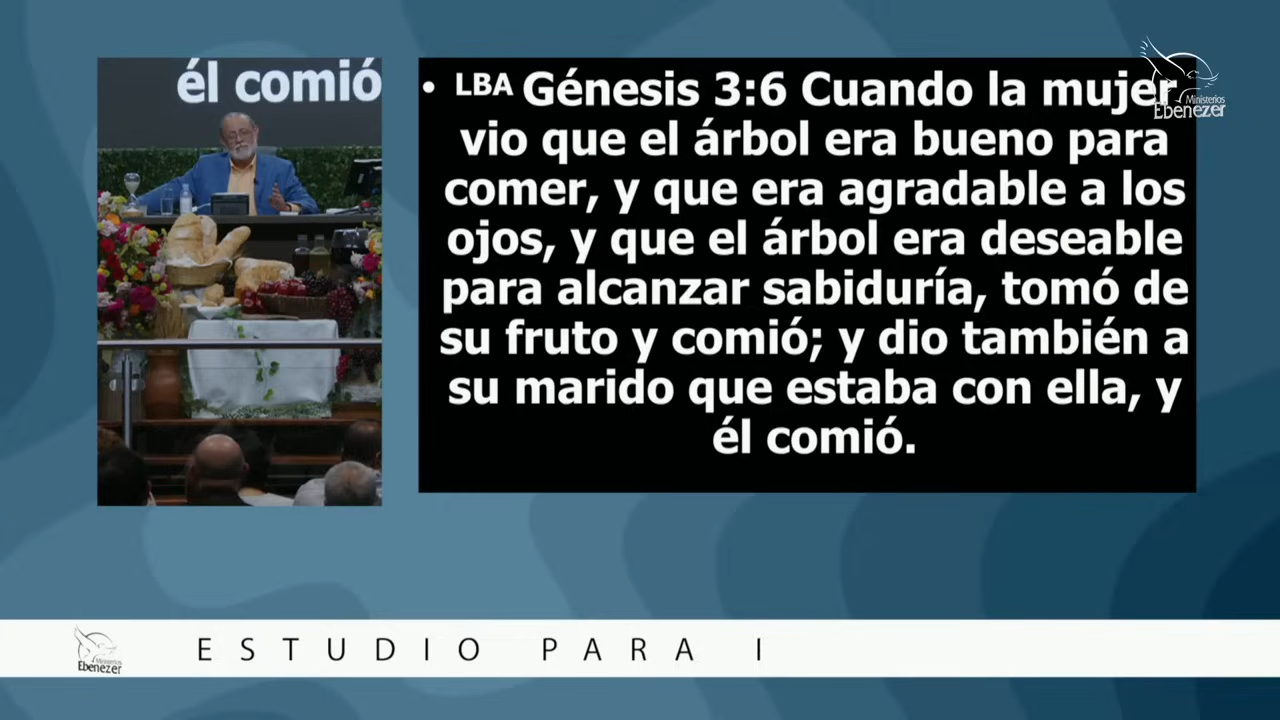 él comió
• LBA Génesis 3:6 Cuando la mujer
vio que el árbol era bueno para
comer, y que era agradable a los
ojos, y que el árbol era deseable
para alcanzar sabiduría, tomó de
su fruto y comió; y dio también a
su marido que estaba con ella, y
él comió.
Ministerios
Ebenezer
Ministerios
Ebenezer
ESTUDIO PARA I